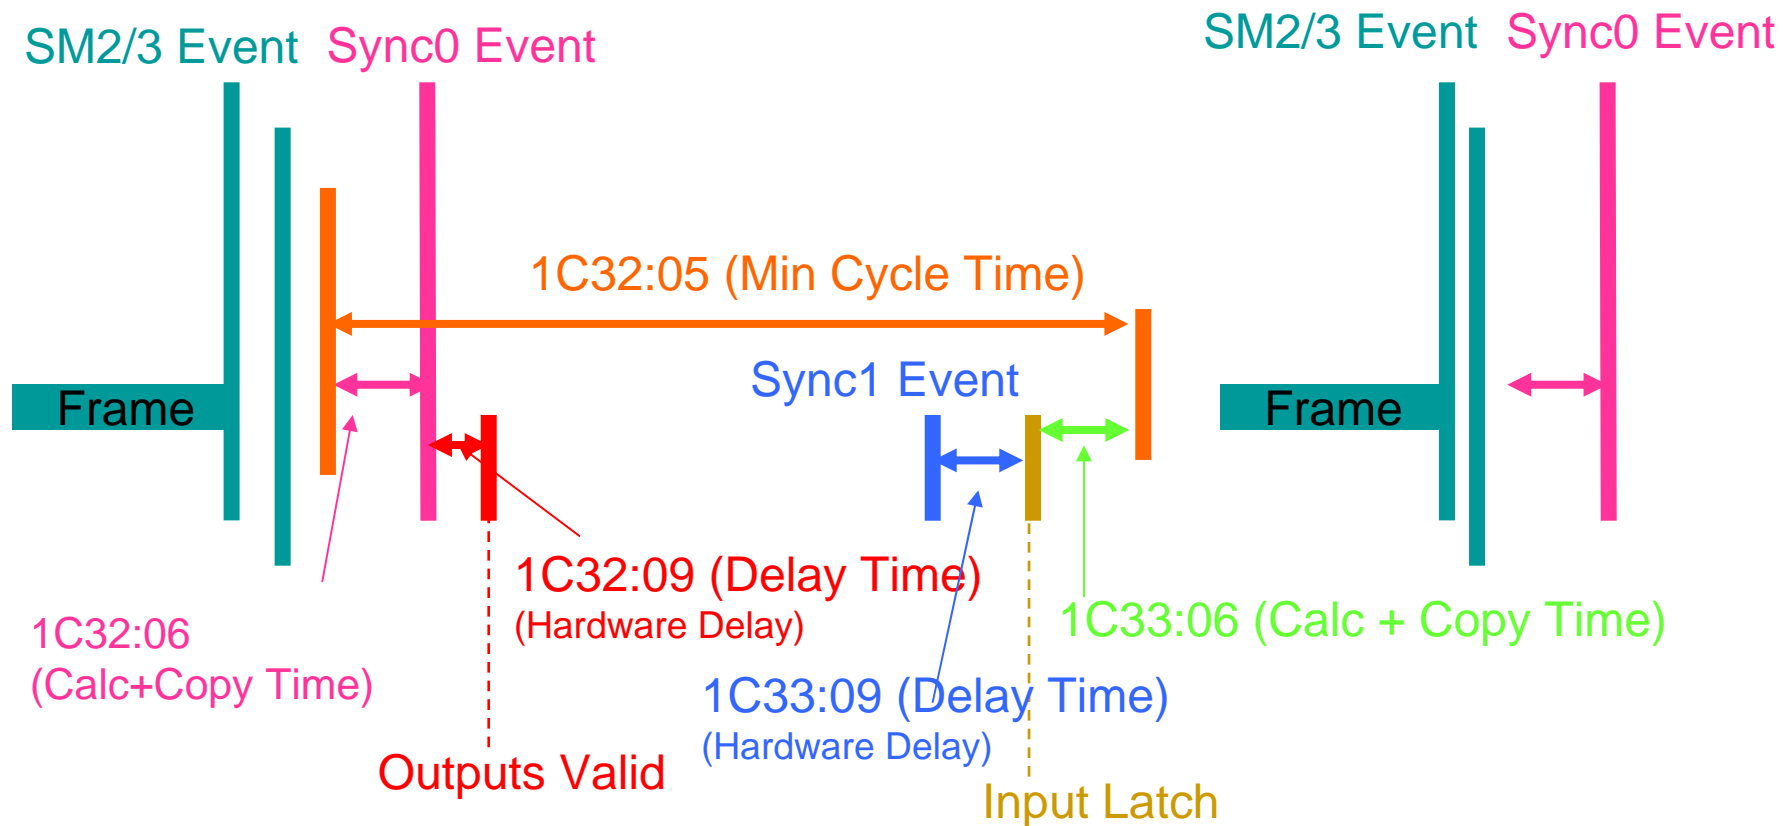 SM2/3 Event
Sync0 Event
SM2/3 Event
Sync0 Event
1C32:05 (Min Cycle Time)
Sync1 Event
Frame
Frame
1C32:09 (Delay Time)
(Hardware Delay)
1C32:06
(Calc+Copy Time)
1C33:06 (Calc + Copy Time)
1C33:09 (Delay Time)
(Hardware Delay)
Outputs Valid
Input Latch